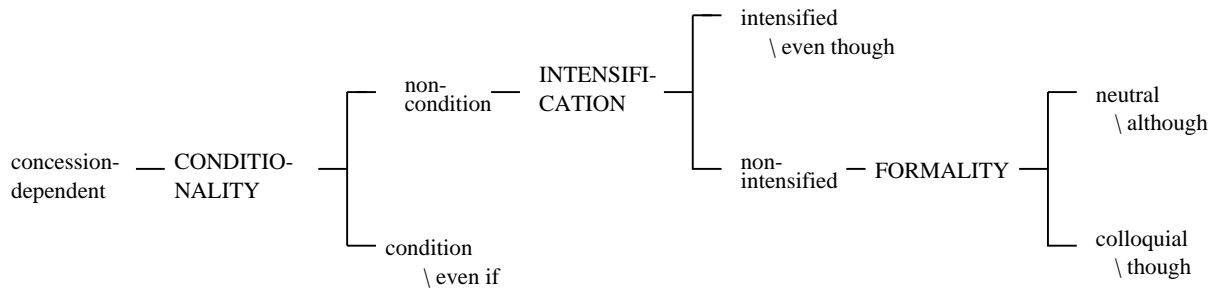 concession-
dependent
CONDITIO-
NALITY
non-
condition
condition
\ even if
INTENSIFI-
CATION
intensified
\ even though
non-
intensified
FORMALITY
neutral
\ although
colloquial
\ though